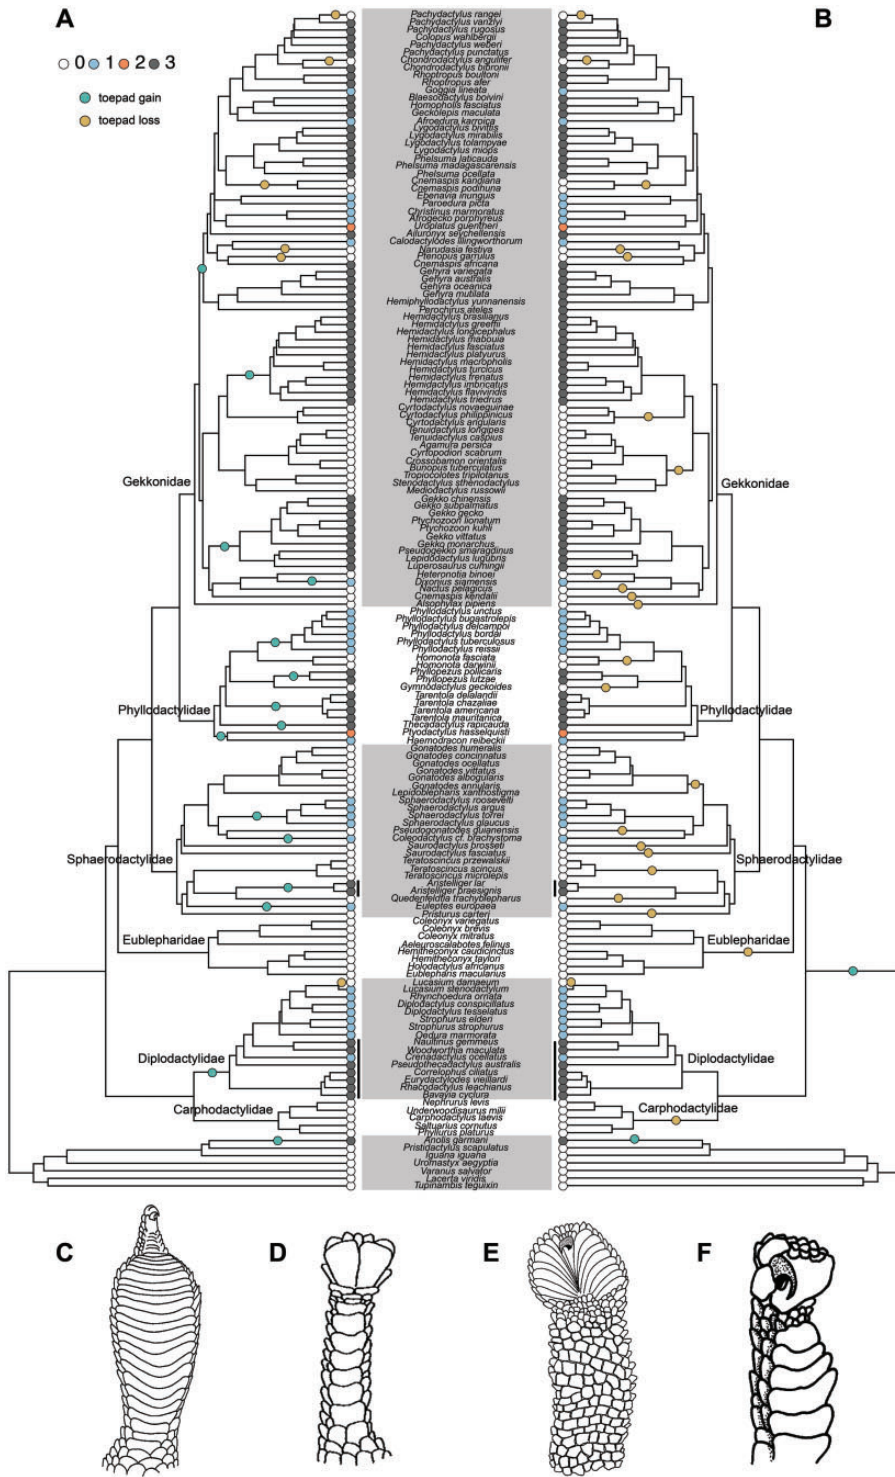 A
B
0 1 2 3
toepad gain
toepad loss
Pachydactylus rangei
Pachydactylus vanzlyi
Pachydactylus rugosus
Colopus wahlbergii
Pachydactylus weberi
Pachydactylus punctatus
Chondrodactylus angulifer
Chondrodactylus bibronii
Rhoptropus boultoni
Rhoptropus afer
Goggia lineata
Blaesodactylus boivini
Homopholis fasciatus
Geckolepis maculata
Afroedura karroica
Lygodactylus bivittis
Lygodactylus mirabilis
Lygodactylus tolampyae
Lygodactylus miops
Phelsuma laticauda
Phelsuma madagascarensis
Phelsuma ocellata
Cnemaspis kandiana
Cnemaspis podihuna
Ebenavia inunguis
Paroedura picta
Christinus marmoratus
Afrogecko porphyreus
Uroplatus guentheri
Ailuronyx seychellensis
Calodactylodes illingworthorum
Narudasia festiva
Ptenopus garrulus
Cnemaspis africana
Gehyra variegata
Gehyra australis
Gehyra oceanica
Gehyra mutilata
Hemiphyllodactylus yunnanensis
Perochirus ateles
Hemidactylus brasilianus
Hemidactylus greeffii
Hemidactylus longicephalus
Hemidactylus mabouia
Hemidactylus fasciatus
Hemidactylus platyurus
Hemidactylus macropholis
Hemidactylus turcicus
Hemidactylus frenatus
Hemidactylus imbricatus
Hemidactylus flaviviridis
Hemidactylus triedrus
Cyrtodactylus novaeguinae
Cyrtodactylus philippinicus
Cyrtodactylus angularis
Tenuidactylus longipes
Tenuidactylus caspius
Agamura persica
Cyrtopodion scabrum
Crossobamon orientalis
Bunopus tuberculatus
Tropiocolotes tripolitanus
Stenodactylus sthenodactylus
Mediodactylus russowii
Gekkonidae
Gekkonidae
Gekko chinensis
Gekko subpalmatus
Gekko gecko
Ptychozoon lionatum
Ptychozoon kuhli
Gekko vittatus
Gekko monarchus
Pseudogekko smaragdinus
Lepidodactylus lugubris
Luperosaurus cumingii
Heteronotia binoei
Dixonius siamensis
Nactus pelagicus
Cnemaspis kendalii
Alsophylax pipiens
Phyllodactylus unctus
Phyllodactylus bugastrolepis
Phyllodactylus delcampoi
Phyllodactylus bordai
Phyllodactylus tuberculosus
Phyllodactylus reissii
Homonota fasciata
Homonota darwinii
Phyllopezus pollicaris
Phyllopezus lutzae
Gymnodactylus geckoides
Tarentola delalandii
Tarentola chazaliae
Tarentola americana
Tarentola mauritanica
Phyllodactylidae
Phyllodactylidae
Thecadactylus rapicauda
Ptyodactylus hasselquisti
Haemodracon reibeckii
Gonatodes humeralis
Gonatodes concinnatus
Gonatodes ocellatus
Gonatodes vittatus
Gonatodes albogularis
Gonatodes annularis
Lepidoblepharis xanthostigma
Sphaerodactylus roosevelti
Sphaerodactylus argus
Sphaerodactylus torrei
Sphaerodactylus glaucus
Pseudogonatodes guianensis
Coleodactylus cf. brachystoma
Saurodactylus brosseti
Saurodactylus fasciatus
Sphaerodactylidae
Sphaerodactylidae
Teratoscincus przewalskii
Teratoscincus scincus
Teratoscincus microlepis
Aristelliger lar
Aristelliger praesignis
Quedenfeldtia trachyblepharus
Euleptes europaea
Pristurus carteri
Coleonyx variegatus
Coleonyx brevis
Coleonyx mitratus
Eublepharidae
Eublepharidae
Aeleuroscalabotes felinus
Hemitheconyx caudicinctus
Hemitheconyx taylori
Holodactylus africanus
Eublepharis macularius
Lucasium damaeum
Lucasium stenodactylum
Rhynchoedura ornata
Diplodactylus conspicillatus
Diplodactylus tesselatus
Strophurus elderi
Strophurus strophurus
Oedura marmorata
Naultinus gemmeus
Woodworthia maculata
Crenadactylus ocellatus
Diplodactylidae
Diplodactylidae
Pseudothecadactylus australis
Correlophus ciliatus
Eurydactylodes vieillardi
Rhacodactylus leachianus
Bavayia cyclura
Nephrurus levis
Carphodactylidae
Carphodactylidae
Underwoodisaurus milii
Carphodactylus laevis
Saltuarius cornutus
Phyllurus platurus
Anolis garmani
Pristidactylus scapulatus
Iguana iguana
Uromastyx aegyptia
Varanus salvator
Lacerta viridis
Tupinambis teguixin
C
D
E
F